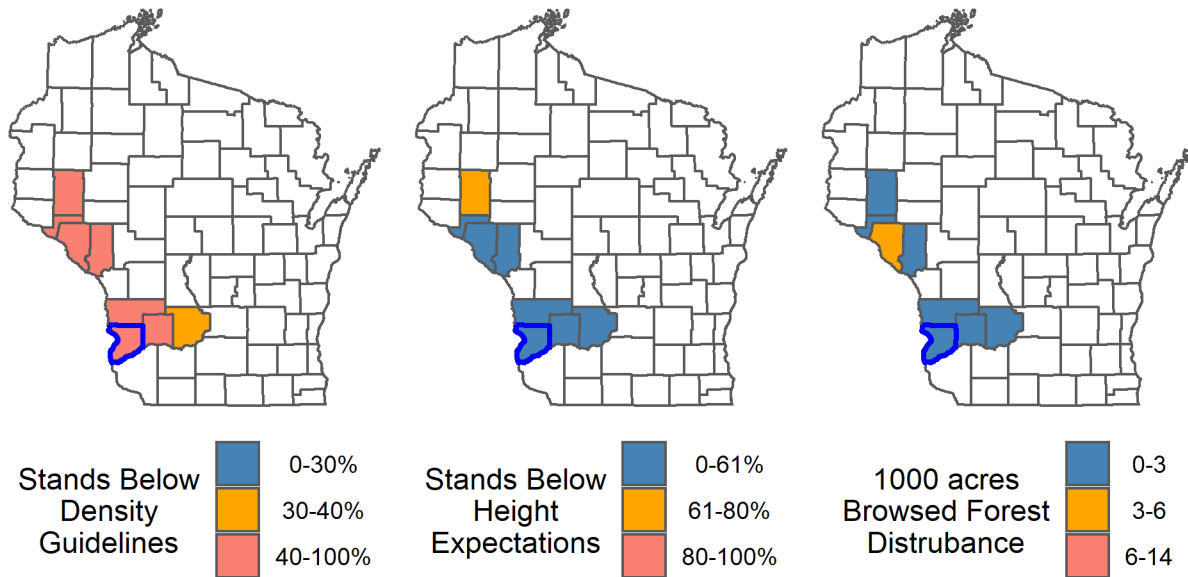 Stands Below
Density
Guidelines
0-30%
30-40%
40-100%
Stands Below
Height
Expectations
0-61%
61-80%
80-100%
1000 acres
Browsed Forest
Distrubance
0-3
3-6
6-14